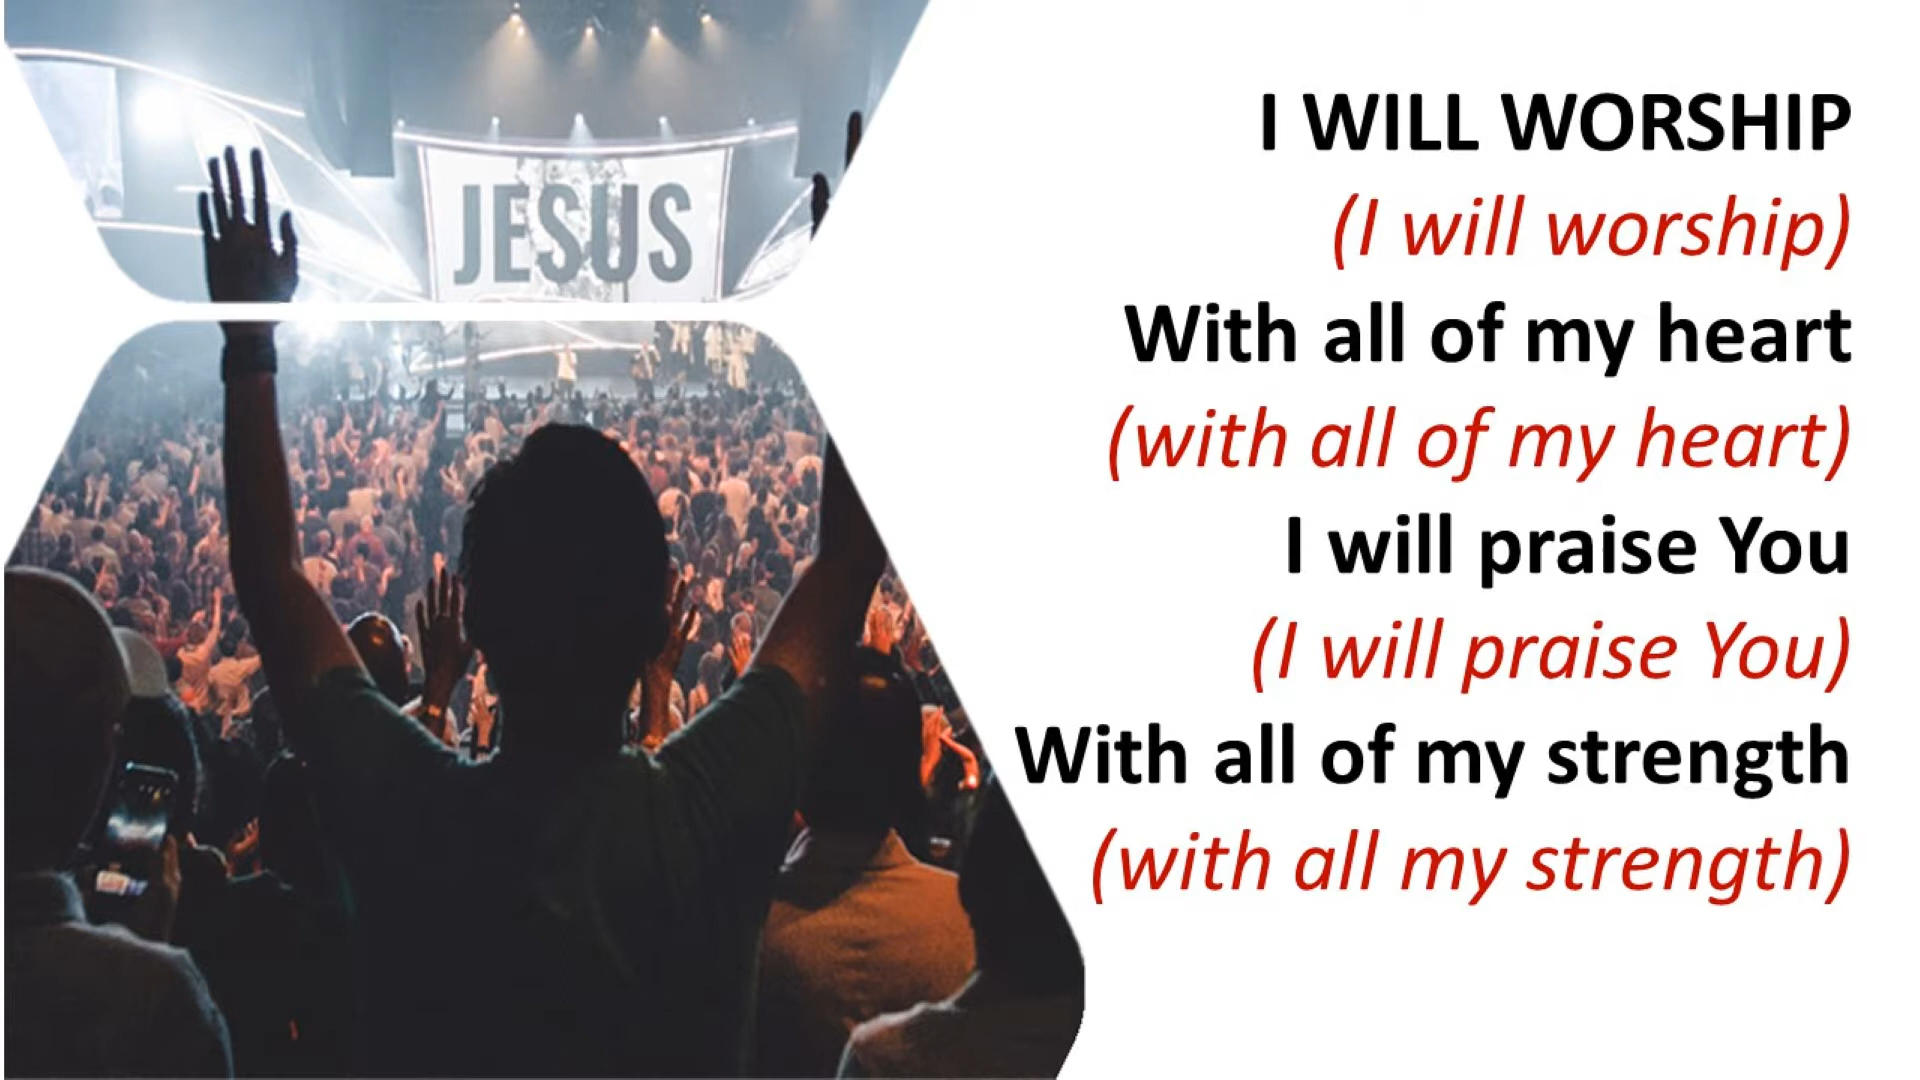 JESUS
I WILL WORSHIP
(I will worship)
With all of my heart
(with all of my heart)
I will praise You
(I will praise You)
With all of my strength
(with all my strength)